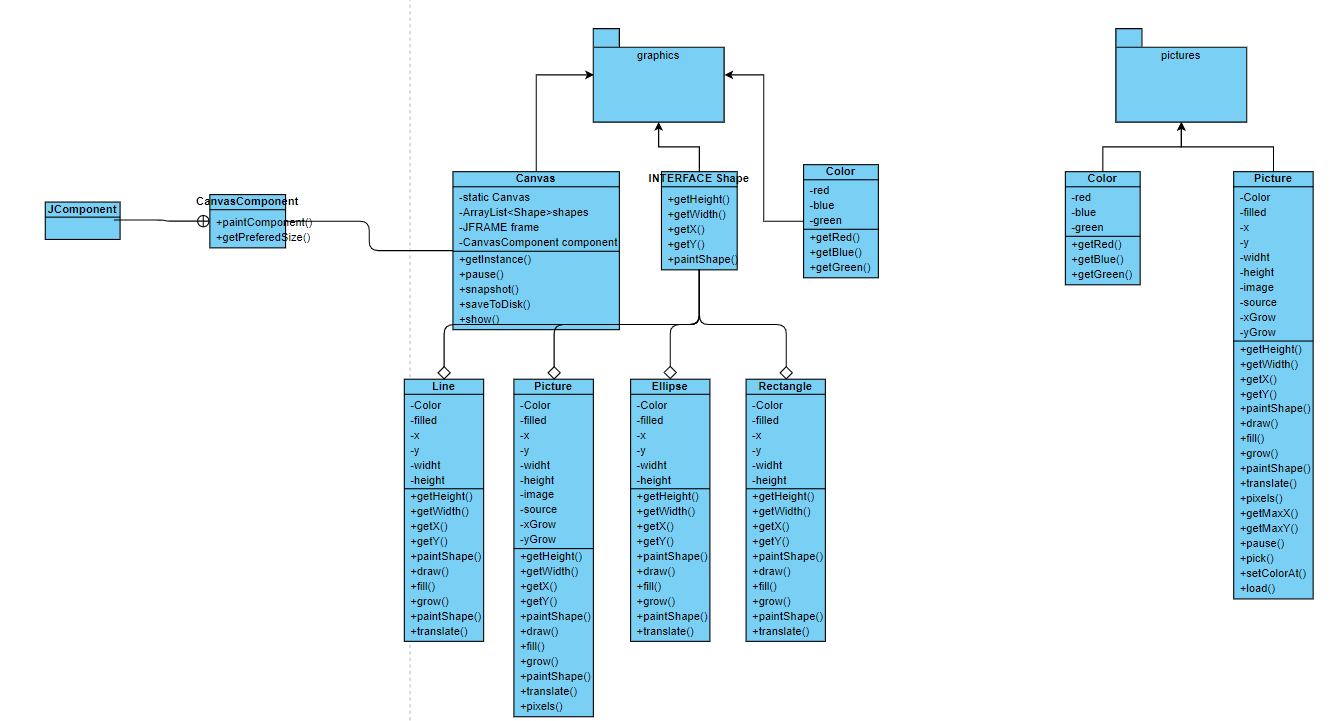 graphics
pictures
JComponent
CanvasComponent
+paintComponent()
+getPreferedSize()
Canvas
-static Canvas
-ArrayList<Shape>shapes
-JFRAME frame
-CanvasComponent component
+getInstance()
+pause()
+snapshot()
+saveToDisk()
+show()
INTERFACE Shape
+getHeight()
+getWidth()
+getX()
+getY()
+paintShape()
Color
-red
-blue
-green
+getRed()
+getBlue()
+getGreen()
Color
-red
-blue
-green
+getRed()
+getBlue()
+getGreen()
Picture
-Color
-filled
-x
-y
-widht
-height
-image
-source
-xGrow
-yGrow
+getHeight()
+getWidth()
+getX()
+getY()
+paintShape()
+draw()
+fill()
+grow()
+paintShape()
+translate()
+pixels()
+getMaxX()
+getMaxY()
+pause()
+pick()
+setColorAt()
+load()
Line
-Color
-filled
-x
-y
-widht
-height
+getHeight()
+getWidth()
+getX()
+getY()
+paintShape()
+draw()
+fill()
+grow()
+paintShape()
+translate()
Picture
-Color
-filled
-x
-y
-widht
-height
-image
-source
-xGrow
-yGrow
+getHeight()
+getWidth()
+getX()
+getY()
+paintShape()
+draw()
+fill()
+grow()
+paintShape()
+translate()
+pixels()
Ellipse
-Color
-filled
-x
-y
-widht
-height
+getHeight()
+getWidth()
+getX()
+getY()
+paintShape()
+draw()
+fill()
+grow()
+paintShape()
+translate()
Rectangle
-Color
-filled
-x
-y
-widht
-height
+getHeight()
+getWidth()
+getX()
+getY()
+paintShape()
+draw()
+fill()
+grow()
+paintShape()
+translate()